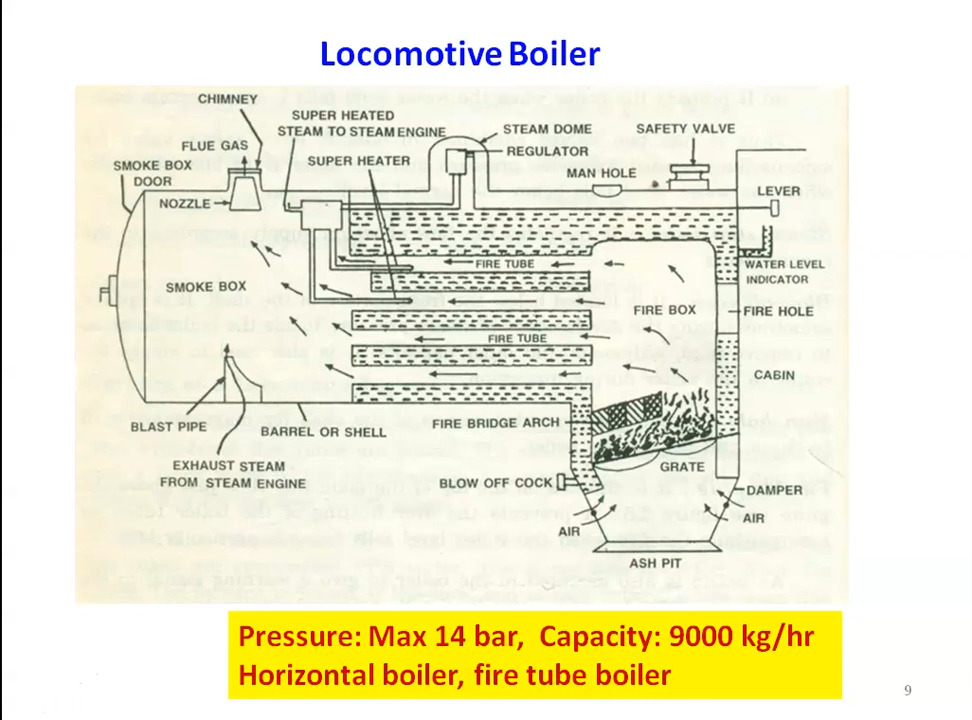 Locomotive Boiler
CHIMNEY
SUPER HEATED
STEAM TO STEAM ENGINE
STEAM DOME
SAFETY VALVE
FLUE GAS
REGULATOR
SMOKE BOX
DOOR
SUPER HEATER
MAN HOLE
LEVER
NOZZLE
FIRE TUBE
WATER LEVEL
INDICATOR
SMOKE BOX
FIRE BOX
FIRE HOLE
FIRE TUBE
CABIN
BLAST PIPE
BARREL OR SHELL
FIRE BRIDGE ARCH
EXHAUST STEAM
FROM STEAM ENGINE
GRATE
BLOW OFF COCK
DAMPER
AIR
AIR
ASH PIT
Pressure: Max 14 bar, Capacity: 9000 kg/hr
Horizontal boiler, fire tube boiler
9